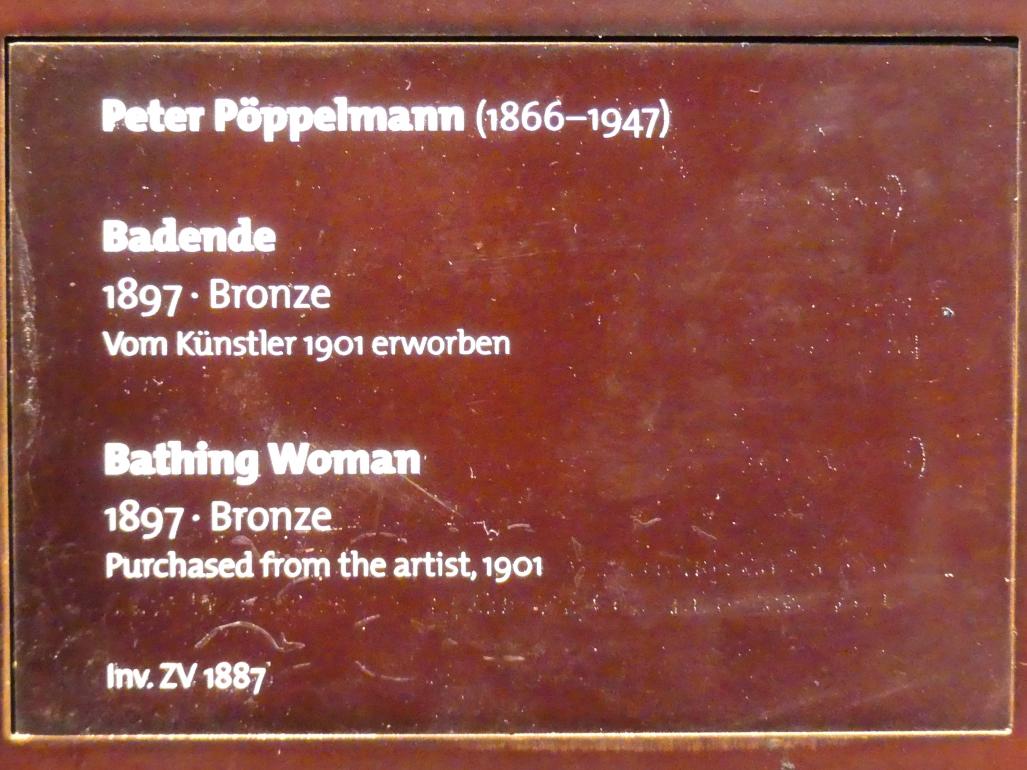 Peter Pöppelmann (1866–1947)
Badende
1897 · Bronze
Vom Künstler 1901 erworben
Bathing Woman
1897 · Bronze
Purchased from the artist, 1901
Inv. ZV 1887